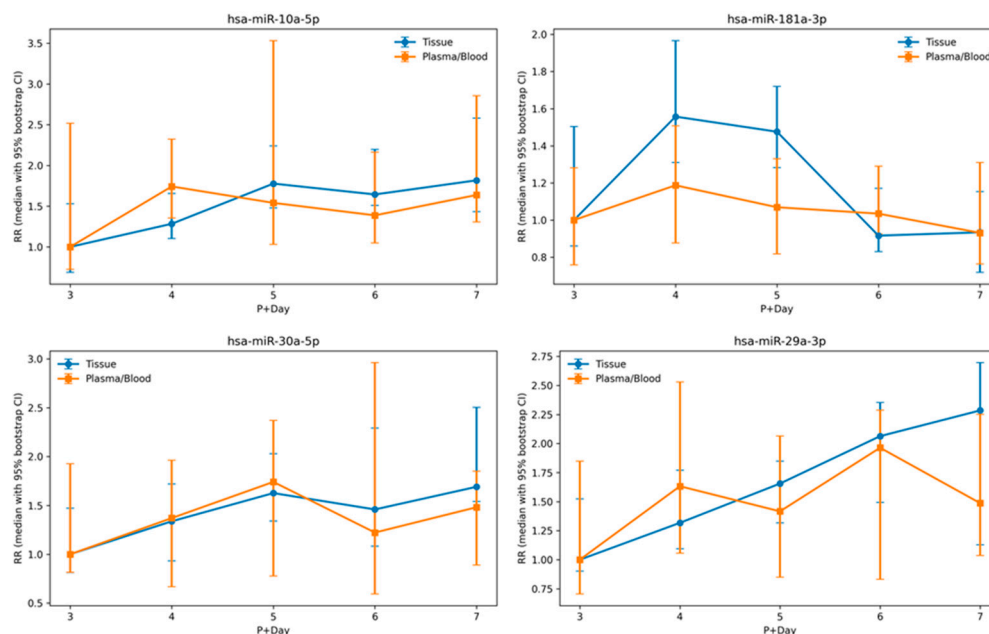 hsa-miR-10a-5p
Tissue
Plasma/Blood
RR (median with 95% bootstrap CI)
3.5
3.0
2.5
2.0
1.5
1.0
3 4 5 6 7
P+Day
hsa-miR-181a-3p
Tissue
Plasma/Blood
RR (median with 95% bootstrap CI)
2.0
1.8
1.6
1.4
1.2
1.0
0.8
3 4 5 6 7
P+Day
hsa-miR-30a-5p
Tissue
Plasma/Blood
RR (median with 95% bootstrap CI)
3.0
2.5
2.0
1.5
1.0
0.5
3 4 5 6 7
P+Day
hsa-miR-29a-3p
Tissue
Plasma/Blood
RR (median with 95% bootstrap CI)
2.75
2.50
2.25
2.00
1.75
1.50
1.25
1.00
0.75
3 4 5 6 7
P+Day